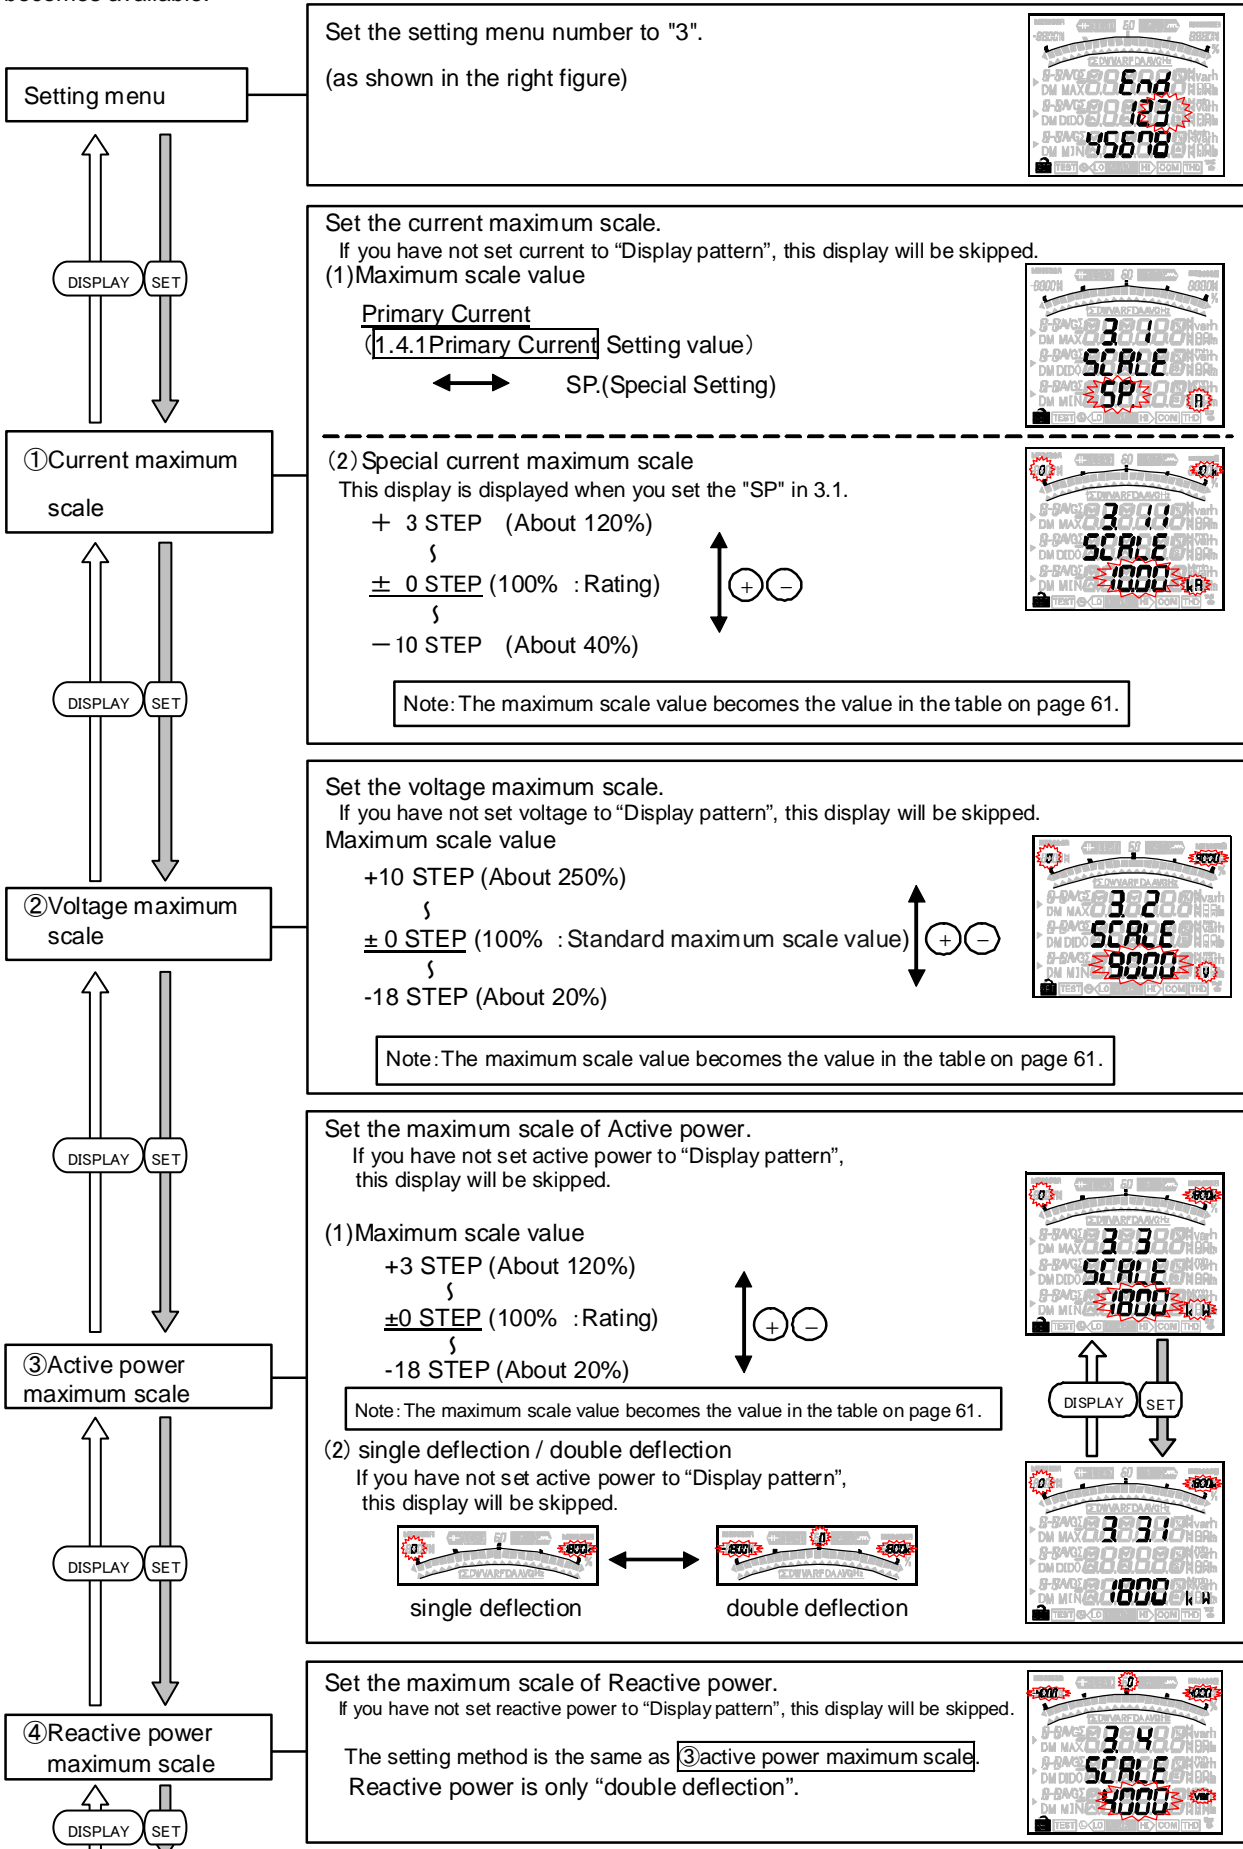 becomes available.
Set the setting menu number to "3".
(as shown in the right figure)
Setting menu
End
123
45678
DISPLAY SET
Set the current maximum scale.
If you have not set current to “Display pattern”, this display will be skipped.
(1)Maximum scale value
Primary Current
(1.4.1Primary Current Setting value)
SP.(Special Setting)
3.1
SCALE
SP.
A
①Current maximum
scale
(2)Special current maximum scale
This display is displayed when you set the "SP" in 3.1.
+ 3 STEP (About 120%)
± 0 STEP (100% :Rating)
−10 STEP (About 40%)
+ −
Note:The maximum scale value becomes the value in the table on page 61.
3.11
SCALE
10.00 kA
DISPLAY SET
Set the voltage maximum scale.
If you have not set voltage to “Display pattern”, this display will be skipped.
Maximum scale value
+10 STEP (About 250%)
± 0 STEP (100% :Standard maximum scale value)
-18 STEP (About 20%)
+ −
Note:The maximum scale value becomes the value in the table on page 61.
②Voltage maximum
scale
0 9000
3.2
SCALE
9000 V
DISPLAY SET
Set the maximum scale of Active power.
If you have not set active power to “Display pattern”,
this display will be skipped.
(1)Maximum scale value
+3 STEP (About 120%)
±0 STEP (100% :Rating)
-18 STEP (About 20%)
+ −
Note:The maximum scale value becomes the value in the table on page 61.
③Active power
maximum scale
3.3
SCALE
1800 kW
DISPLAY SET
(2) single deflection / double deflection
If you have not set active power to “Display pattern”,
this display will be skipped.
single deflection
double deflection
3.3.1
1800 kW
DISPLAY SET
Set the maximum scale of Reactive power.
If you have not set reactive power to “Display pattern”, this display will be skipped.
The setting method is the same as ③active power maximum scale.
Reactive power is only “double deflection”.
④Reactive power
maximum scale
4000 0 4000
3.4
SCALE
4000 var
DISPLAY SET